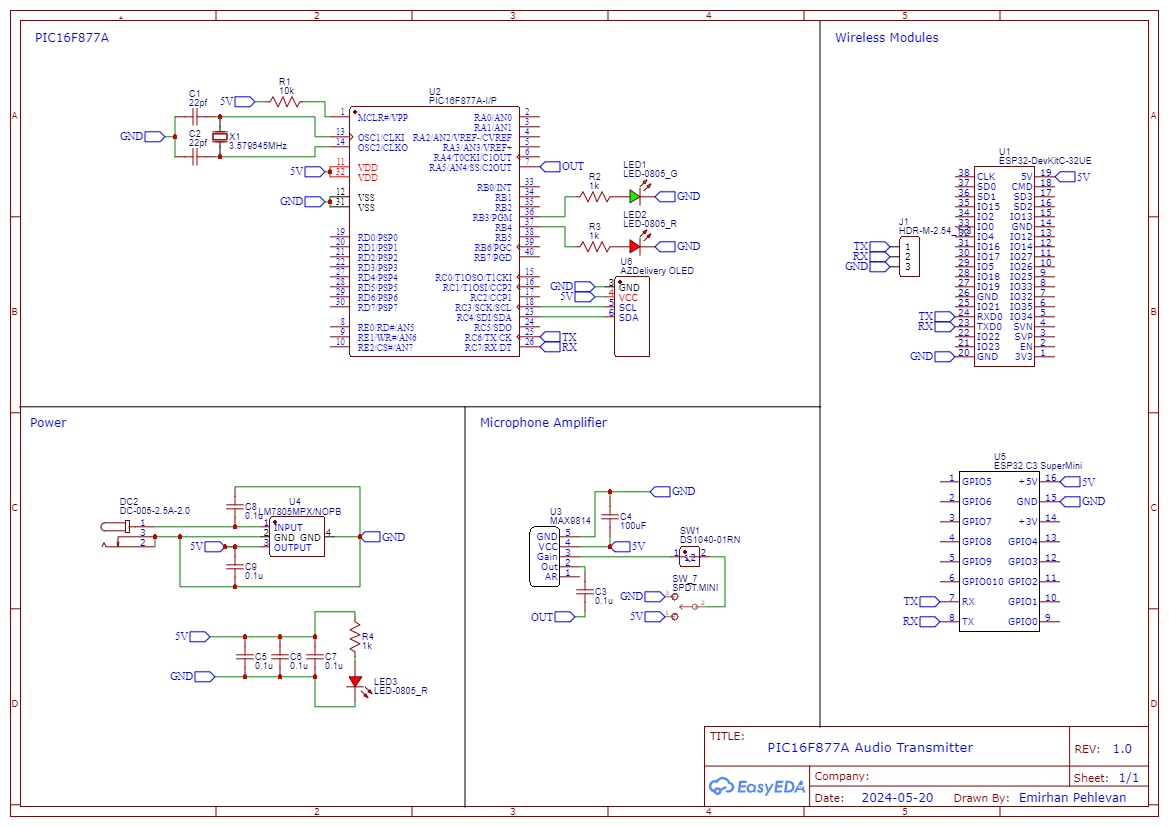 1
2
3
4
5
A
B
C
D
PIC16F877A
C1
22pf
C2
22pf
GND
X1
3.579545MHz
5V
R1
10k
5V
GND
U2
PIC16F877A-I/P
1 MCLR#/VPP
13 OSC1/CLKI
14 OSC2/CLKO
11 VDD
32 VDD
12 VSS
31 VSS
19 RD0/PSP0
20 RD1/PSP1
21 RD2/PSP2
22 RD3/PSP3
27 RD4/PSP4
28 RD5/PSP5
29 RD6/PSP6
30 RD7/PSP7
8 RE0/RD#/AN5
9 RE1/WR#/AN6
10 RE2/CS#/AN7
RA0/AN0 2
RA1/AN1 3
RA2/AN2/VREF-/CVREF 4
RA3/AN3/VREF+ 5
RA4/T0CKI/C1OUT 6
RA5/AN4/SS/C2OUT 7
RB0/INT 33
RB1 34
RB2 35
RB3/PGM 36
RB4 37
RB5 38
RB6/PGC 39
RB7/PGD 40
RC0/T1OSO/T1CKI 15
RC1/T1OSI/CCP2 16
RC2/CCP1 17
RC3/SCK/SCL 18
RC4/SDI/SDA 23
RC5/SDO 24
RC6/TX/CK 25
RC7/RX/DT 26
OUT
TX
RX
R2
1k
LED1
LED-0805_G
GND
R3
1k
LED2
LED-0805_R
GND
U6
AZDelivery OLED
GND
5V
3 GND
4 VCC
5 SCL
6 SDA
Wireless Modules
J1
HDR-M-2.54_1x3
TX 1
RX 2
GND 3
U1
ESP32-DevKitC-32UE
38 CLK
37 SD0
36 SD1
35 IO15
34 IO2
33 IO0
32 IO4
31 IO16
30 IO17
29 IO5
28 IO18
27 IO19
26 GND
25 IO21
24 RXD0
23 TXD0
22 IO22
21 IO23
20 GND
5V 19
CMD 18
SD3 17
SD2 16
IO13 15
GND 14
IO12 13
IO14 12
IO27 11
IO26 10
IO25 9
IO33 8
IO32 7
IO35 6
IO34 5
SVN 4
SVP 3
EN 2
3V3 1
5V
TX
RX
GND
U5
ESP32 C3 SuperMini
1 GPIO5
2 GPIO6
3 GPIO7
4 GPIO8
5 GPIO9
6 GPIO010
7 RX
8 TX
+5V 16
GND 15
+3V 14
GPIO4 13
GPIO3 12
GPIO2 11
GPIO1 10
GPIO0 9
5V
GND
TX
RX
Power
DC2
DC-005-2.5A-2.0
1
3
2
C8
0.1u
U4
LM7805MPX/NOPB
1 INPUT
2 GND
3 OUTPUT
GND 4
GND
5V
C9
0.1u
5V
GND
C5
0.1u
C6
0.1u
C7
0.1u
R4
1k
LED3
LED-0805_R
Microphone Amplifier
U3
MAX9814
GND 5
VCC 4
Gain 3
Out 2
AR 1
GND
C4
100uF
5V
C3
0.1u
OUT
SW1
DS1040-01RN
1
1 2
2
SW_7
SPDT.MINI
GND
5V
TITLE:
PIC16F877A Audio Transmitter
REV: 1.0
EasyEDA
Company:
Sheet: 1/1
Date: 2024-05-20
Drawn By: Emirhan Pehlevan
1
2
3
4
5
A
B
C
D